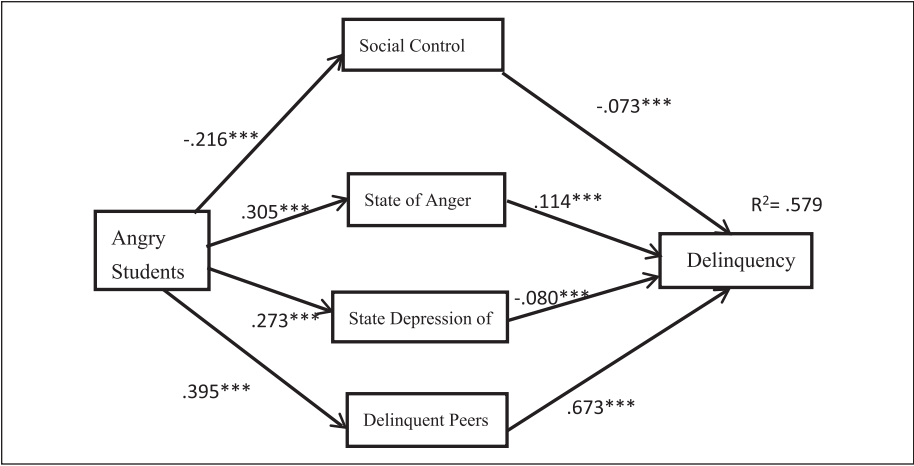 Social Control
-.073***
-.216***
State of Anger
.305***
.114***
R²= .579
Angry
Students
Delinquency
.273***
State Depression of
-.080***
.395***
Delinquent Peers
.673***